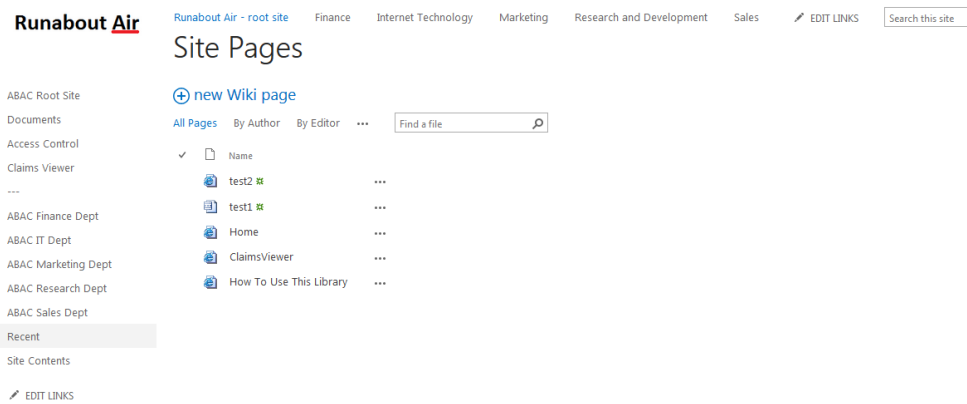 Runabout Air
Runabout Air - root site Finance Internet Technology Marketing Research and Development Sales EDIT LINKS Search this site
Site Pages
new Wiki page
All Pages By Author By Editor ••• Find a file
Name
test2 •••
test1 •••
Home •••
ClaimsViewer •••
How To Use This Library •••
ABAC Root Site
Documents
Access Control
Claims Viewer
---
ABAC Finance Dept
ABAC IT Dept
ABAC Marketing Dept
ABAC Research Dept
ABAC Sales Dept
Recent
Site Contents
EDIT LINKS